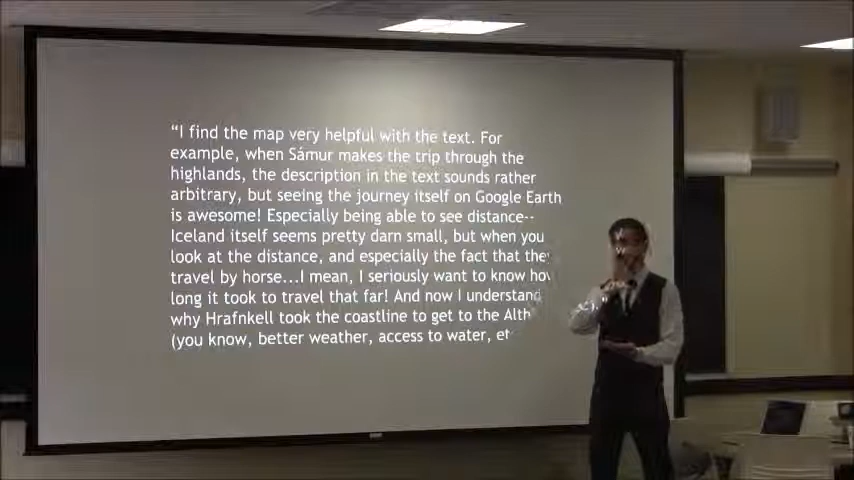 “I find the map very helpful with the text. For
example, when Sámur makes the trip through the
highlands, the description in the text sounds rather
arbitrary, but seeing the journey itself on Google Earth
is awesome! Especially being able to see distance--
Iceland itself seems pretty darn small, but when you
look at the distance, and especially the fact that they
travel by horse...I mean, I seriously want to know how
long it took to travel that far! And now I understand
why Hrafnkell took the coastline to get to the Alth
(you know, better weather, access to water, et